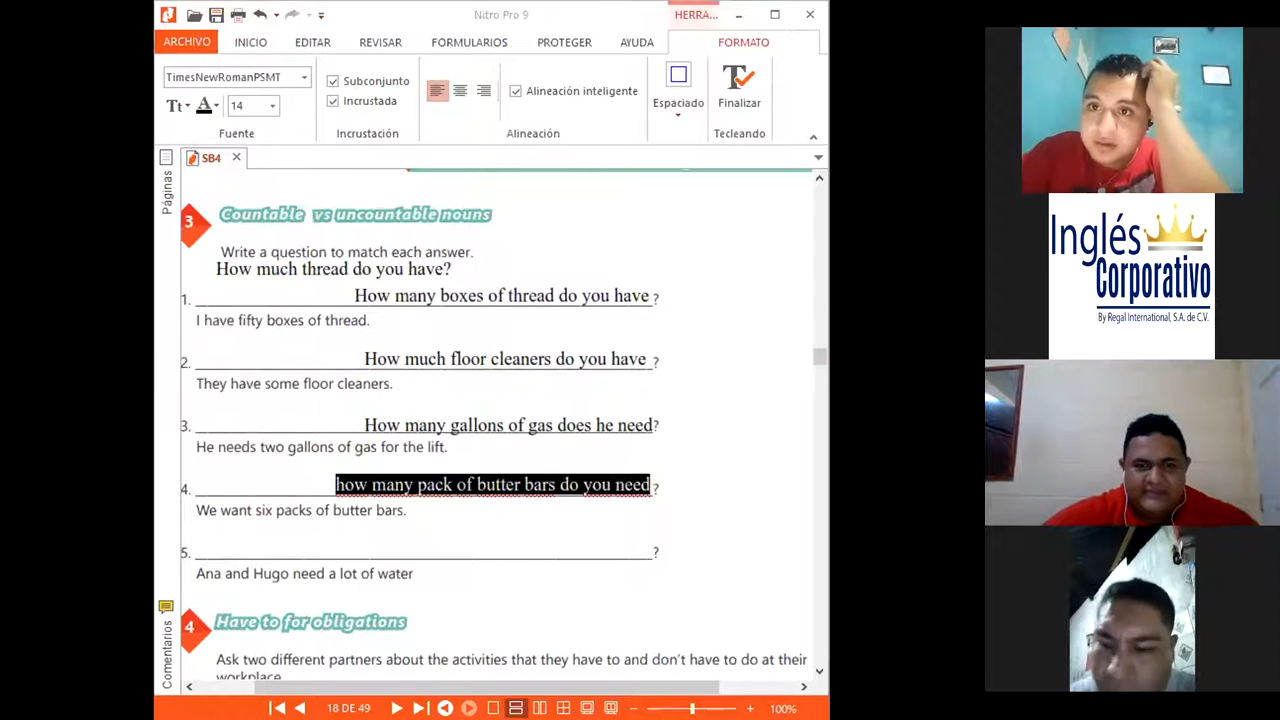 Nitro Pro 9
HERRA...
ARCHIVO
INICIO
EDITAR
REVISAR
FORMULARIOS
PROTEGER
AYUDA
FORMATO
TimesNewRomanPSMT
Tt
A
14
Fuente
Subconjunto
Incrustada
Incrustación
Alineación inteligente
Alineación
Espaciado
Finalizar
Tecleando
SB4
Páginas
Comentarios
3 Countable vs uncountable nouns
Write a question to match each answer.
How much thread do you have?
1. How many boxes of thread do you have ?
I have fifty boxes of thread.
2. How much floor cleaners do you have ?
They have some floor cleaners.
3. How many gallons of gas does he need?
He needs two gallons of gas for the lift.
4. how many pack of butter bars do you need ?
We want six packs of butter bars.
5. ?
Ana and Hugo need a lot of water
4 Have to for obligations
Ask two different partners about the activities that they have to and don't have to do at their
workplace
18 DE 49
100%
Inglés
Corporativo
By Regal International, S.A. de C.V.